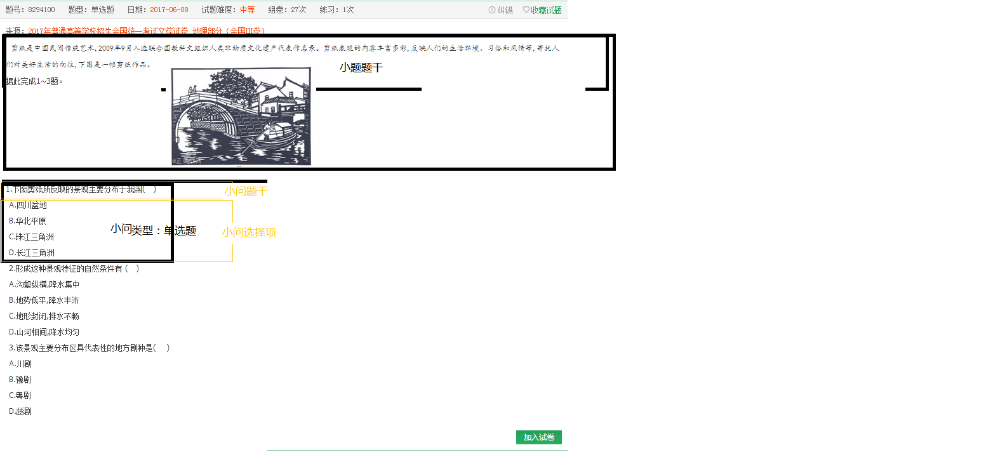 题号：8294100 题型：单选题 日期：2017-06-08 试题难度：中等 组卷：27次 练习：1次 纠错 收藏试题
来源：2017年普通高等学校招生全国统一考试文综试卷 地理部分（全国III卷）
剪纸是中国民间传统艺术,2009年9月入选联合国教科文组织人类非物质文化遗产代表作名录。剪纸表现的内容丰富多彩,反映人们的生活环境、习俗和风情等,寄托人
们对美好生活的向往,下图是一帧剪纸作品。
小题题干
据此完成1~3题。
1.下图剪纸所反映的景观主要分布于我国( )
小问题干
A.四川盆地
B.华北平原
小问类型：单选题
小问选择项
C.珠江三角洲
D.长江三角洲
2.形成这种景观特征的自然条件有 ( )
A.沟壑纵横,降水集中
B.地势低平,降水丰沛
C.地形封闭,排水不畅
D.山河相间,降水均匀
3.该景观主要分布区具代表性的地方剧种是( )
A.川剧
B.豫剧
C.粤剧
D.越剧
加入试卷